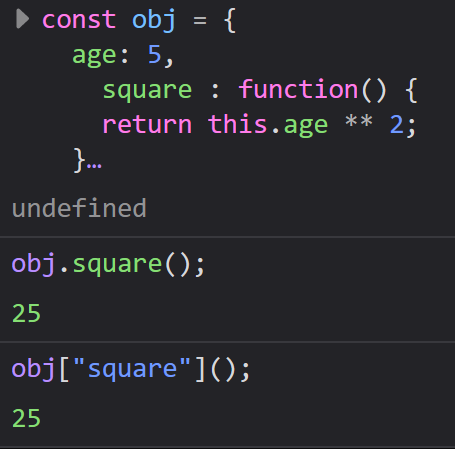 const obj = {
age: 5,
square : function() {
return this.age ** 2;
}…
undefined
obj.square();
25
obj["square"]();
25